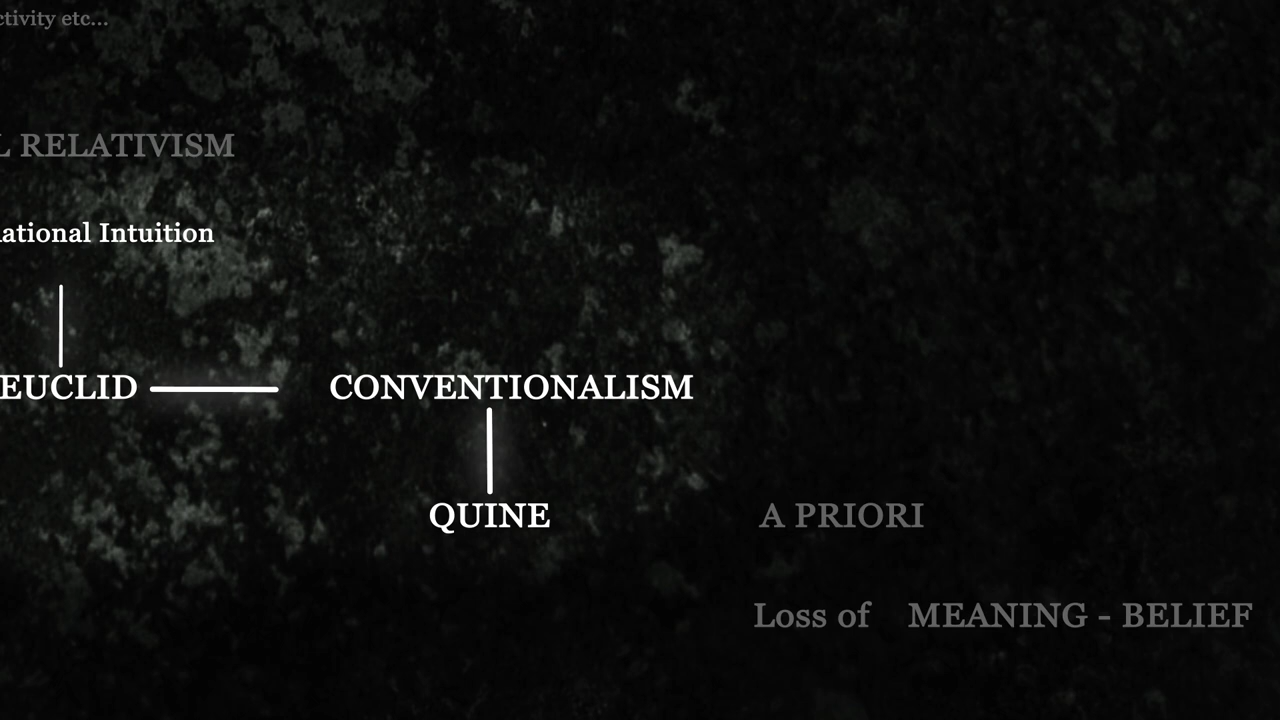 ctivity etc...
L RELATIVISM
ational Intuition
EUCLID CONVENTIONALISM
QUINE A PRIORI
Loss of MEANING - BELIEF